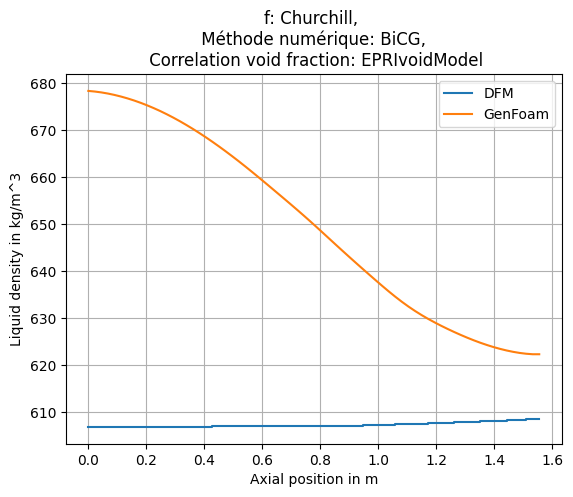 f: Churchill,
Méthode numérique: BiCG,
Correlation void fraction: EPRIvoidModel
DFM
GenFoam
Liquid density in kg/m^3
680
670
660
650
640
630
620
610
0.0 0.2 0.4 0.6 0.8 1.0 1.2 1.4 1.6
Axial position in m